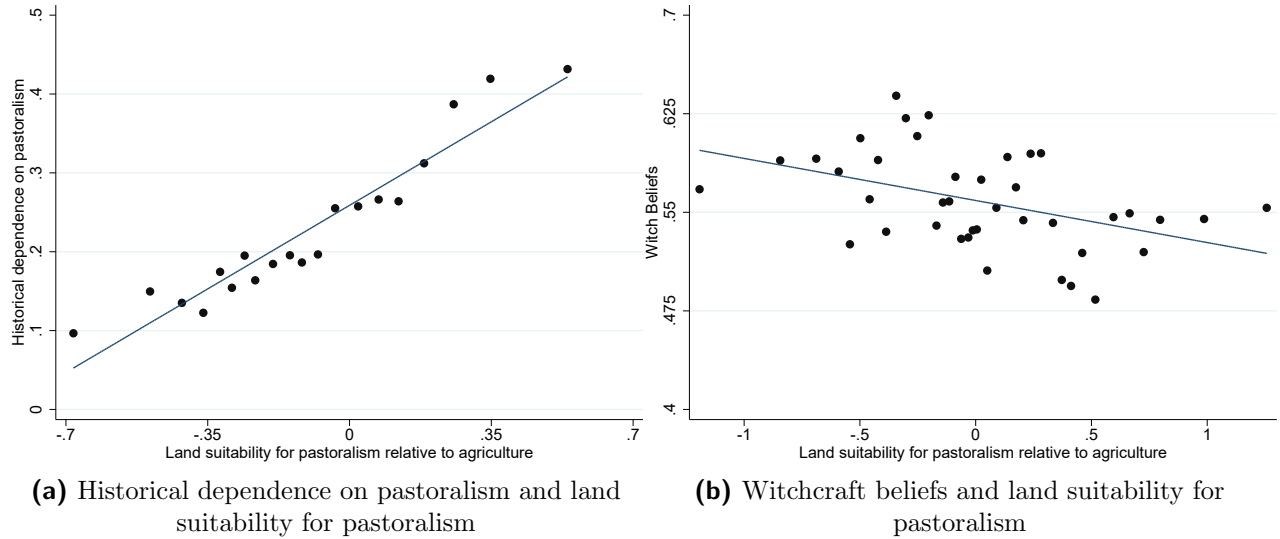 .5
.4
.3
.2
.1
0
Historical dependence on pastoralism
-.7
-.35
0
.35
.7
Land suitability for pastoralism relative to agriculture
(a) Historical dependence on pastoralism and land
suitability for pastoralism
.7
.625
.55
.475
.4
Witch Beliefs
-1
-.5
0
.5
1
Land suitability for pastoralism relative to agriculture
(b) Witchcraft beliefs and land suitability for
pastoralism